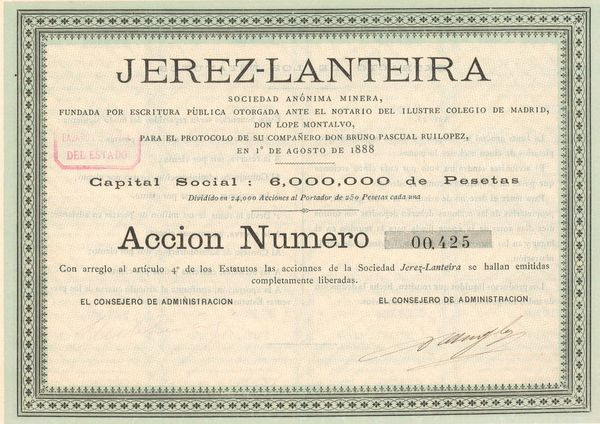 JEREZ-LANTEIRA
SOCIEDAD ANÓNIMA MINERA,
FUNDADA POR ESCRITURA PÚBLICA OTORGADA ANTE EL NOTARIO DEL ILUSTRE COLEGIO DE MADRID,
DON LOPE MONTALVO,
PARA EL PROTOCOLO DE SU COMPAÑERO DON BRUNO PASCUAL RUILOPEZ,
EN 1º DE AGOSTO DE 1888
DEL ESTADO
Capital Social : 6,000,000 de Pesetas
Dividido en 24,000 Acciones al Portador de 250 Pesetas cada una
Accion Numero 00,425
Con arreglo al artículo 4º de los Estatutos las acciones de la Sociedad Jerez-Lanteira se hallan emitidas
completamente liberadas.
EL CONSEJERO DE ADMINISTRACION EL CONSEJERO DE ADMINISTRACION